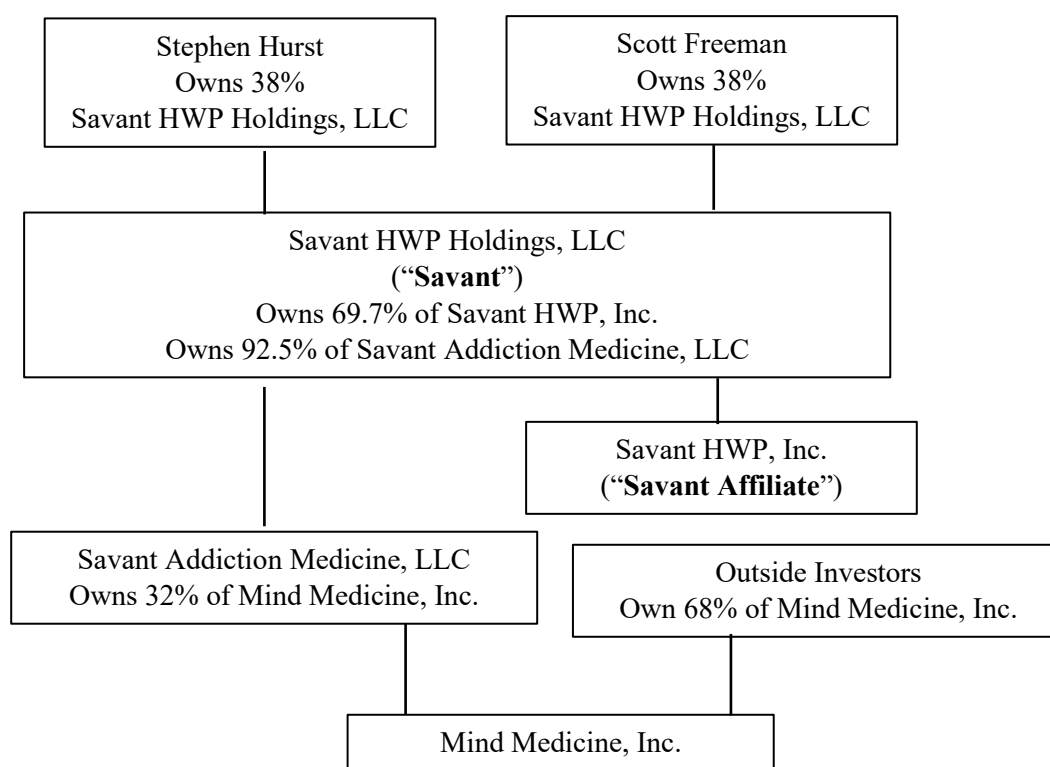 Stephen Hurst
Owns 38%
Savant HWP Holdings, LLC
Scott Freeman
Owns 38%
Savant HWP Holdings, LLC
Savant HWP Holdings, LLC
(“Savant”)
Owns 69.7% of Savant HWP, Inc.
Owns 92.5% of Savant Addiction Medicine, LLC
Savant HWP, Inc.
(“Savant Affiliate”)
Savant Addiction Medicine, LLC
Owns 32% of Mind Medicine, Inc.
Outside Investors
Own 68% of Mind Medicine, Inc.
Mind Medicine, Inc.